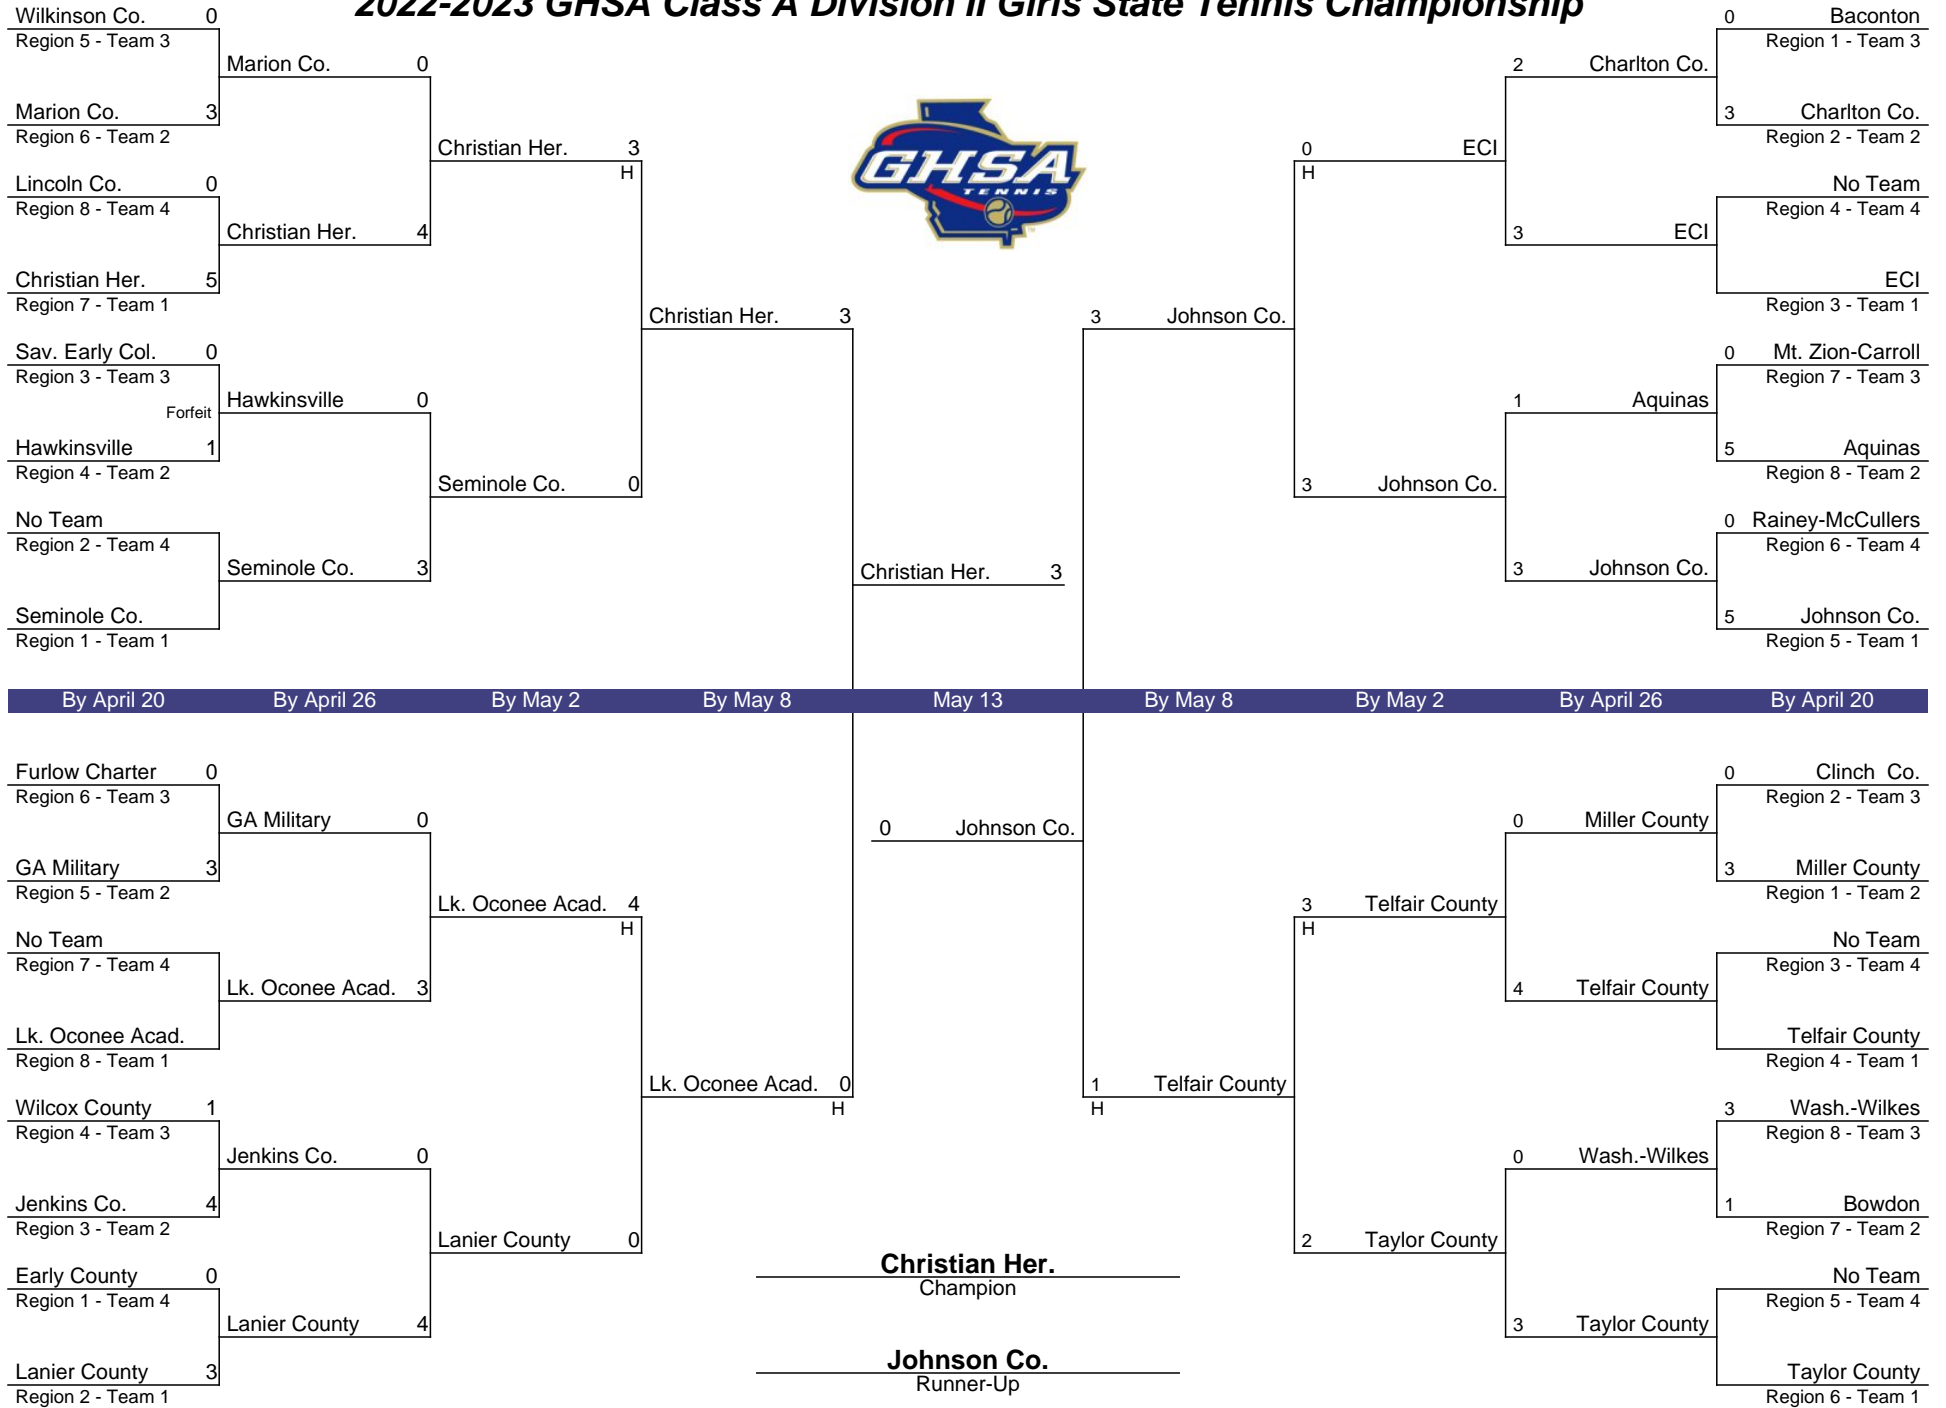 2022-2023 GHSA Class A Division II Girls State Tennis Championship
Wilkinson Co. 0
Region 5 - Team 3
Marion Co. 3
Region 6 - Team 2
Lincoln Co. 0
Region 8 - Team 4
Christian Her. 5
Region 7 - Team 1
Sav. Early Col. 0
Region 3 - Team 3
Forfeit
Hawkinsville 1
Region 4 - Team 2
No Team
Region 2 - Team 4
Seminole Co.
Region 1 - Team 1
Marion Co. 0
Christian Her. 4
Hawkinsville 0
Seminole Co. 3
Christian Her. 3
H
Seminole Co. 0
Christian Her. 3
Christian Her. 3
GHSA
TENNIS
3 Johnson Co.
0 ECI
H
3 Johnson Co.
2 Charlton Co.
3 ECI
1 Aquinas
3 Johnson Co.
0 Baconton
Region 1 - Team 3
3 Charlton Co.
Region 2 - Team 2
No Team
Region 4 - Team 4
ECI
Region 3 - Team 1
0 Mt. Zion-Carroll
Region 7 - Team 3
5 Aquinas
Region 8 - Team 2
0 Rainey-McCullers
Region 6 - Team 4
5 Johnson Co.
Region 5 - Team 1
By April 20 By April 26 By May 2 By May 8 May 13 By May 8 By May 2 By April 26 By April 20
Furlow Charter 0
Region 6 - Team 3
GA Military 3
Region 5 - Team 2
No Team
Region 7 - Team 4
Lk. Oconee Acad.
Region 8 - Team 1
Wilcox County 1
Region 4 - Team 3
Jenkins Co. 4
Region 3 - Team 2
Early County 0
Region 1 - Team 4
Lanier County 3
Region 2 - Team 1
GA Military 0
Lk. Oconee Acad. 3
Jenkins Co. 0
Lanier County 4
Lk. Oconee Acad. 4
H
Lanier County 0
Lk. Oconee Acad. 0
H
0 Johnson Co.
1 Telfair County
H
3 Telfair County
H
2 Taylor County
0 Miller County
4 Telfair County
0 Wash.-Wilkes
3 Taylor County
0 Clinch Co.
Region 2 - Team 3
3 Miller County
Region 1 - Team 2
No Team
Region 3 - Team 4
Telfair County
Region 4 - Team 1
3 Wash.-Wilkes
Region 8 - Team 3
1 Bowdon
Region 7 - Team 2
No Team
Region 5 - Team 4
Taylor County
Region 6 - Team 1
Christian Her.
Champion
Johnson Co.
Runner-Up